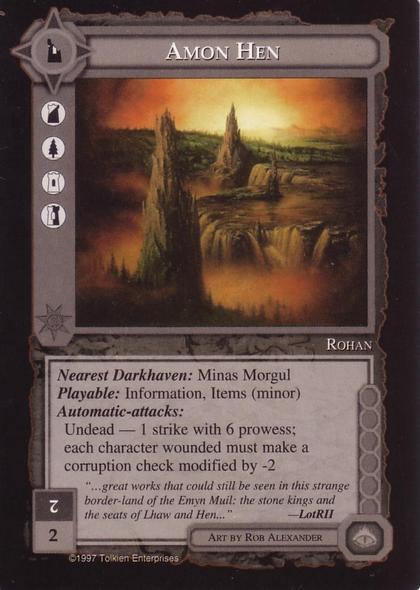 AMON HEN
ROHAN
Nearest Darkhaven: Minas Morgul
Playable: Information, Items (minor)
Automatic-attacks:
Undead — 1 strike with 6 prowess;
each character wounded must make a
corruption check modified by -2
“...great works that could still be seen in this strange
border-land of the Emyn Muil: the stone kings and
the seats of Lhaw and Hen...” —LotRII
2
2
ART BY ROB ALEXANDER
©1997 Tolkien Enterprises